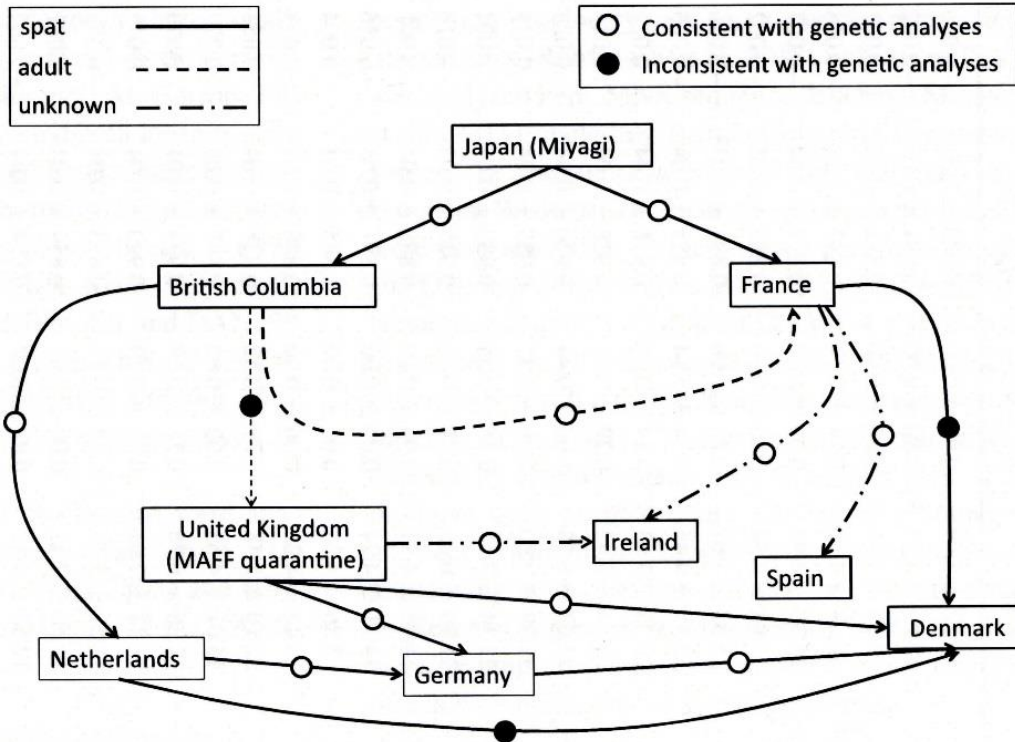 spat
adult
unknown
Consistent with genetic analyses
Inconsistent with genetic analyses
Japan (Miyagi)
British Columbia
France
United Kingdom
(MAFF quarantine)
Ireland
Spain
Denmark
Netherlands
Germany